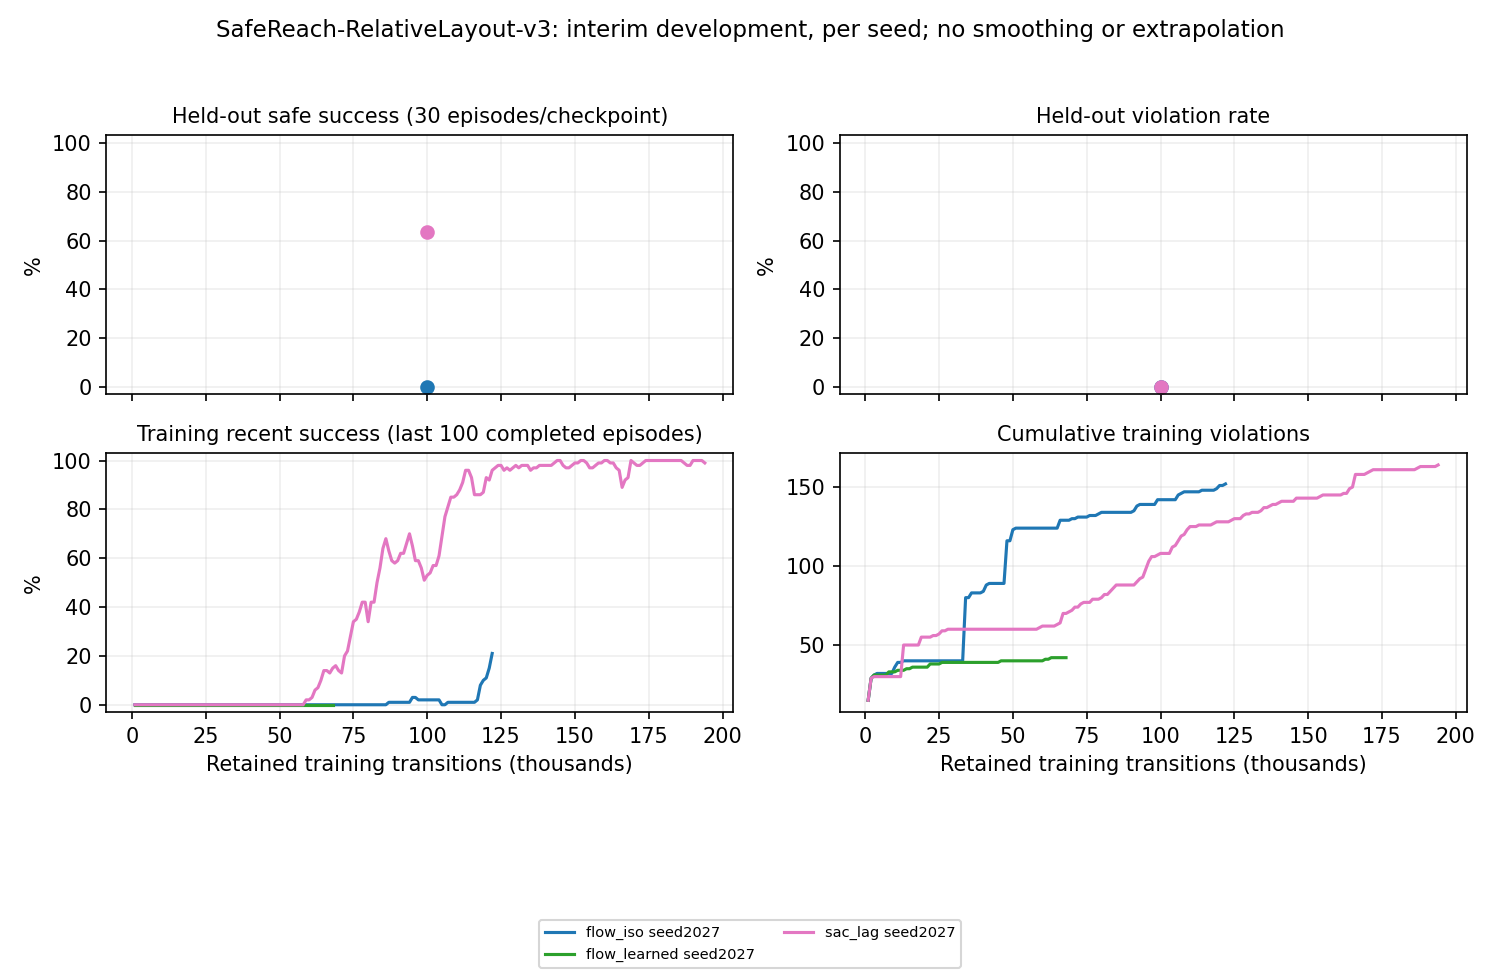 SafeReach-RelativeLayout-v3: interim development, per seed; no smoothing or extrapolation
Held-out safe success (30 episodes/checkpoint)
100
80
60
40
20
0
%
Held-out violation rate
100
80
60
40
20
0
%
Training recent success (last 100 completed episodes)
100
80
60
40
20
0
%
0 25 50 75 100 125 150 175 200
Retained training transitions (thousands)
Cumulative training violations
150
100
50
0 25 50 75 100 125 150 175 200
Retained training transitions (thousands)
flow_iso seed2027
flow_learned seed2027
sac_lag seed2027